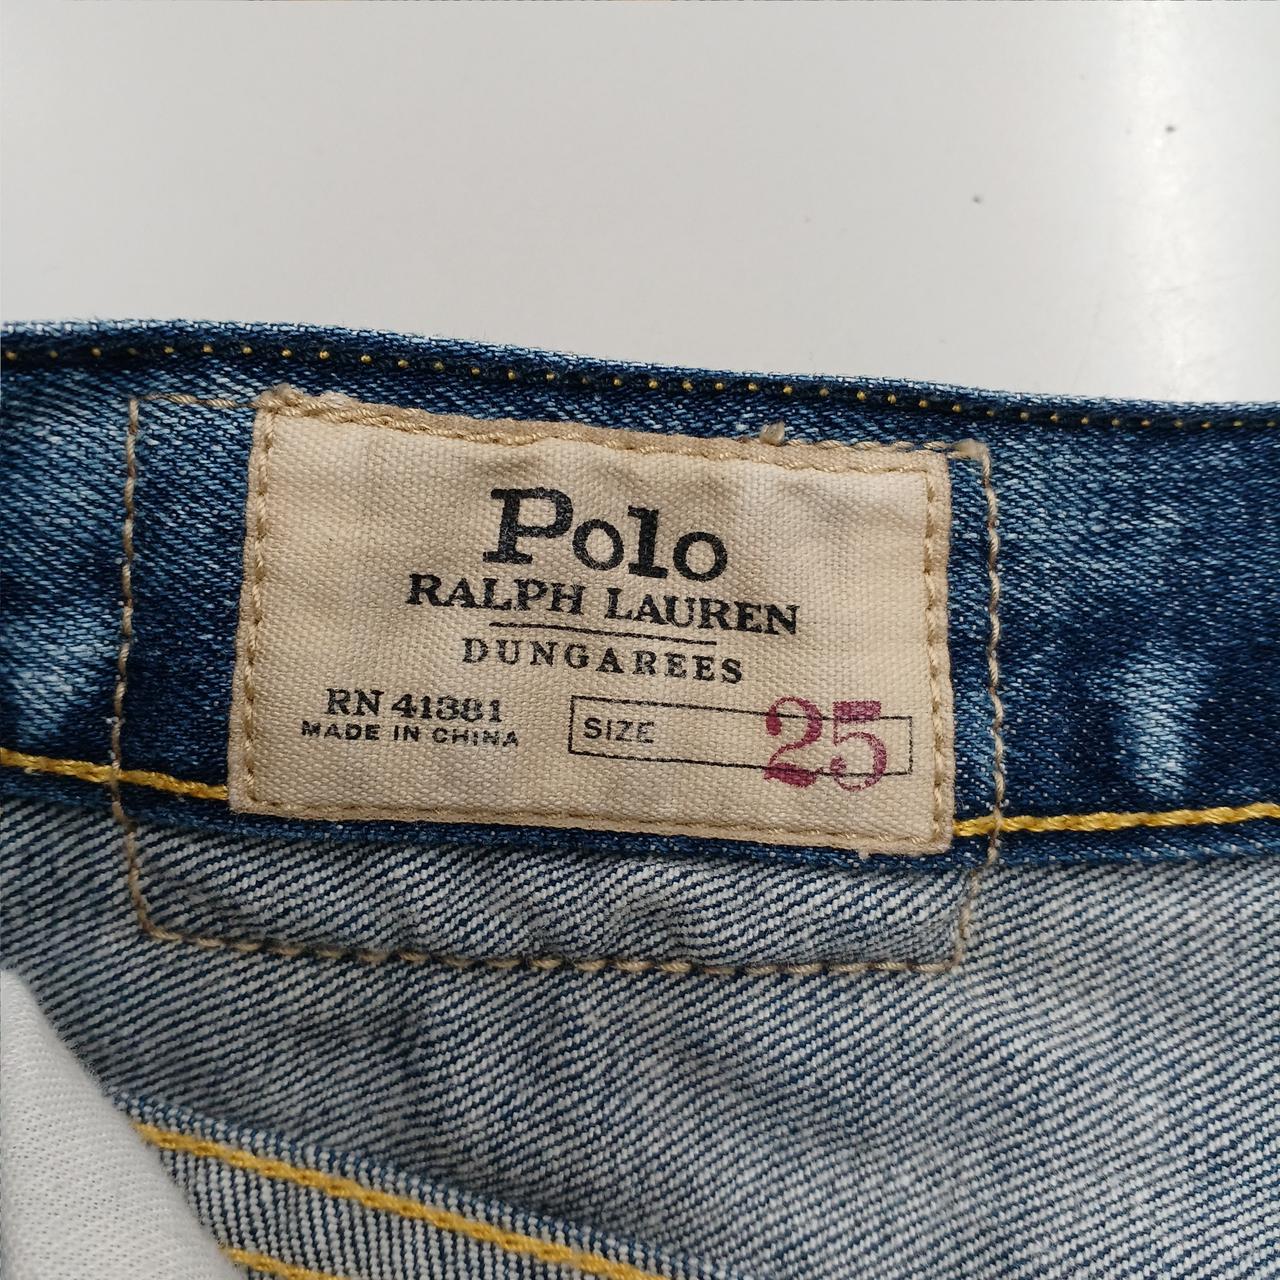 Polo
RALPH LAUREN
DUNGAREES
RN 41381
MADE IN CHINA
SIZE 25